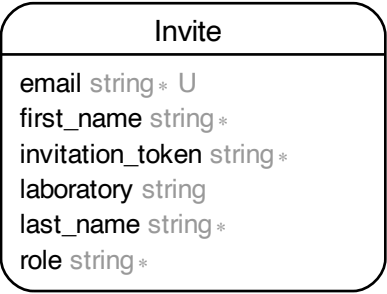 Invite
email string * U
first_name string *
invitation_token string *
laboratory string
last_name string *
role string *